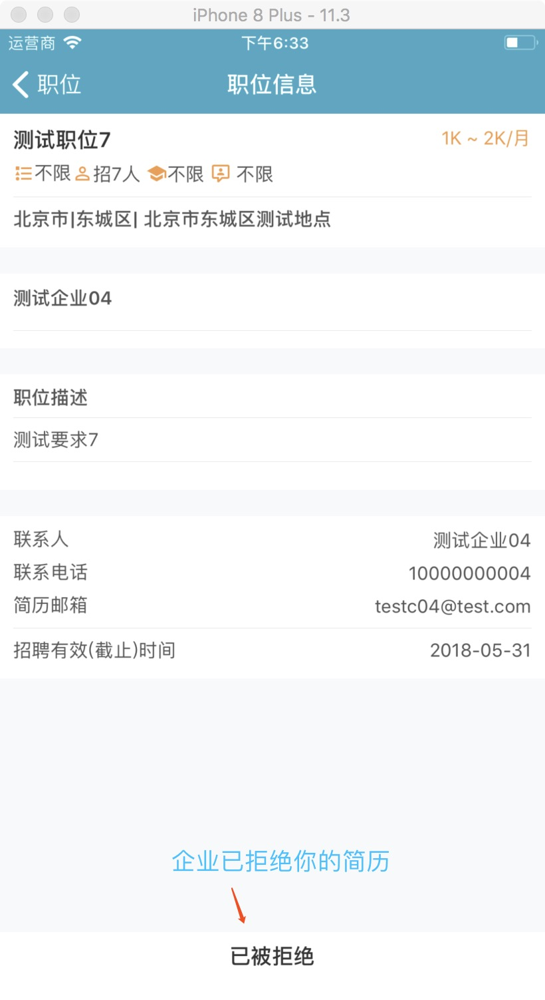 iPhone 8 Plus - 11.3
运营商 下午6:33
职位 职位信息
测试职位7 1K ~ 2K/月
不限 招7人 不限 不限
北京市|东城区| 北京市东城区测试地点
测试企业04
职位描述
测试要求7
联系人 测试企业04
联系电话 10000000004
简历邮箱 testc04@test.com
招聘有效(截止)时间 2018-05-31
企业已拒绝你的简历
已被拒绝